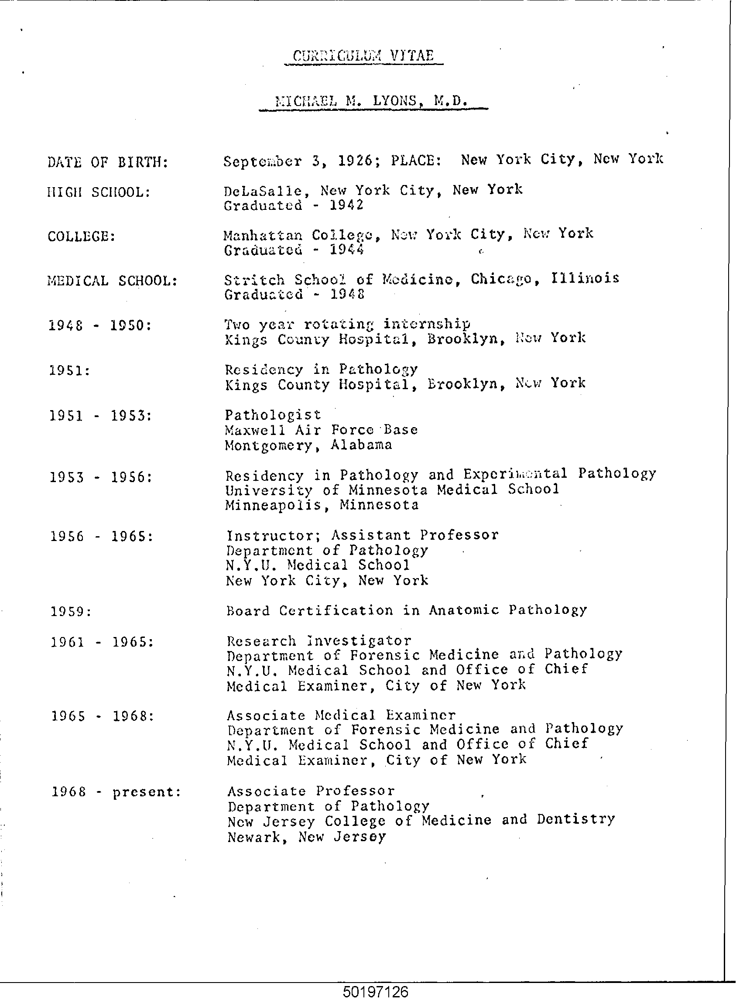 CURRICULUM VITAE
MICHAEL M. LYONS, M.D.
DATE OF BIRTH: September 3, 1926; PLACE: New York City, New York
HIGH SCHOOL: DeLaSalle, New York City, New York
Graduated - 1942
COLLEGE: Manhattan College, New York City, New York
Graduated - 1944
MEDICAL SCHOOL: Stritch School of Medicine, Chicago, Illinois
Graduated - 1948
1948 - 1950: Two year rotating internship
Kings County Hospital, Brooklyn, New York
1951: Residency in Pathology
Kings County Hospital, Brooklyn, New York
1951 - 1953: Pathologist
Maxwell Air Force Base
Montgomery, Alabama
1953 - 1956: Residency in Pathology and Experimental Pathology
University of Minnesota Medical School
Minneapolis, Minnesota
1956 - 1965: Instructor; Assistant Professor
Department of Pathology
N.Y.U. Medical School
New York City, New York
1959: Board Certification in Anatomic Pathology
1961 - 1965: Research Investigator
Department of Forensic Medicine and Pathology
N.Y.U. Medical School and Office of Chief
Medical Examiner, City of New York
1965 - 1968: Associate Medical Examiner
Department of Forensic Medicine and Pathology
N.Y.U. Medical School and Office of Chief
Medical Examiner, City of New York
1968 - present: Associate Professor
Department of Pathology
New Jersey College of Medicine and Dentistry
Newark, New Jersey
50197126